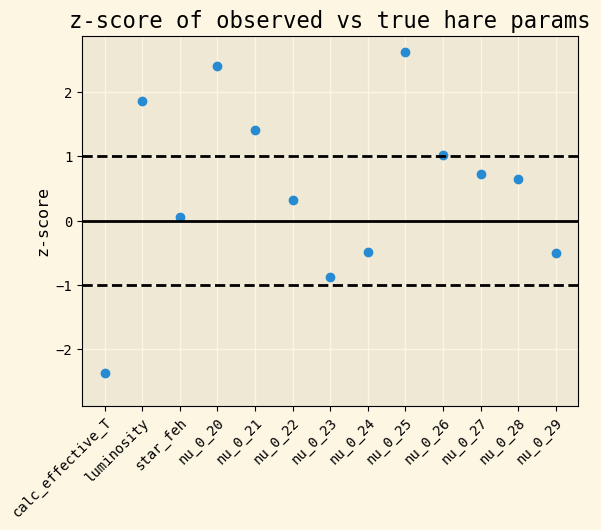 z-score of observed vs true hare params
z-score
2
1
0
−1
−2
calc_effective_T
luminosity
star_feh
nu_0_20
nu_0_21
nu_0_22
nu_0_23
nu_0_24
nu_0_25
nu_0_26
nu_0_27
nu_0_28
nu_0_29